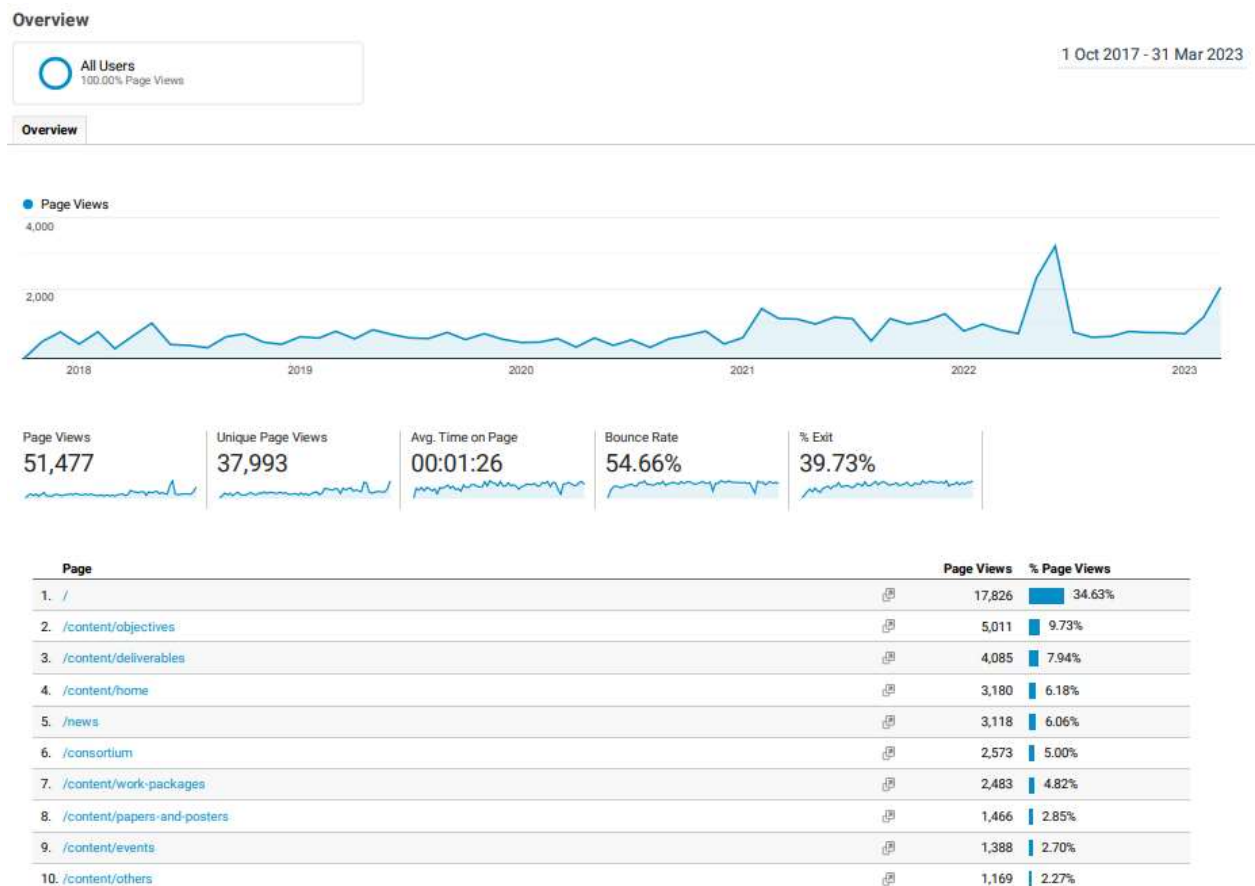 Overview
All Users
100.00% Page Views
1 Oct 2017 - 31 Mar 2023
Overview
Page Views
4,000
2,000
2018 2019 2020 2021 2022 2023
Page Views Unique Page Views Avg. Time on Page Bounce Rate % Exit
51,477 37,993 00:01:26 54.66% 39.73%
Page Page Views % Page Views
1. / 17,826 34.63%
2. /content/objectives 5,011 9.73%
3. /content/deliverables 4,085 7.94%
4. /content/home 3,180 6.18%
5. /news 3,118 6.06%
6. /consortium 2,573 5.00%
7. /content/work-packages 2,483 4.82%
8. /content/papers-and-posters 1,466 2.85%
9. /content/events 1,388 2.70%
10. /content/others 1,169 2.27%